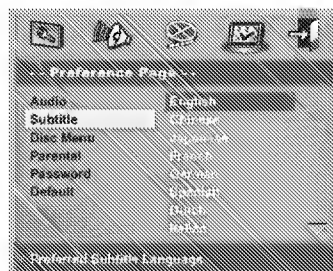 - - Preference Page - -
Audio
Subtitle
Disc Menu
Parental
Password
Default
English
Chinese
Japanese
French
German
Spanish
Dutch
Italian
Preferred Subtitle Language